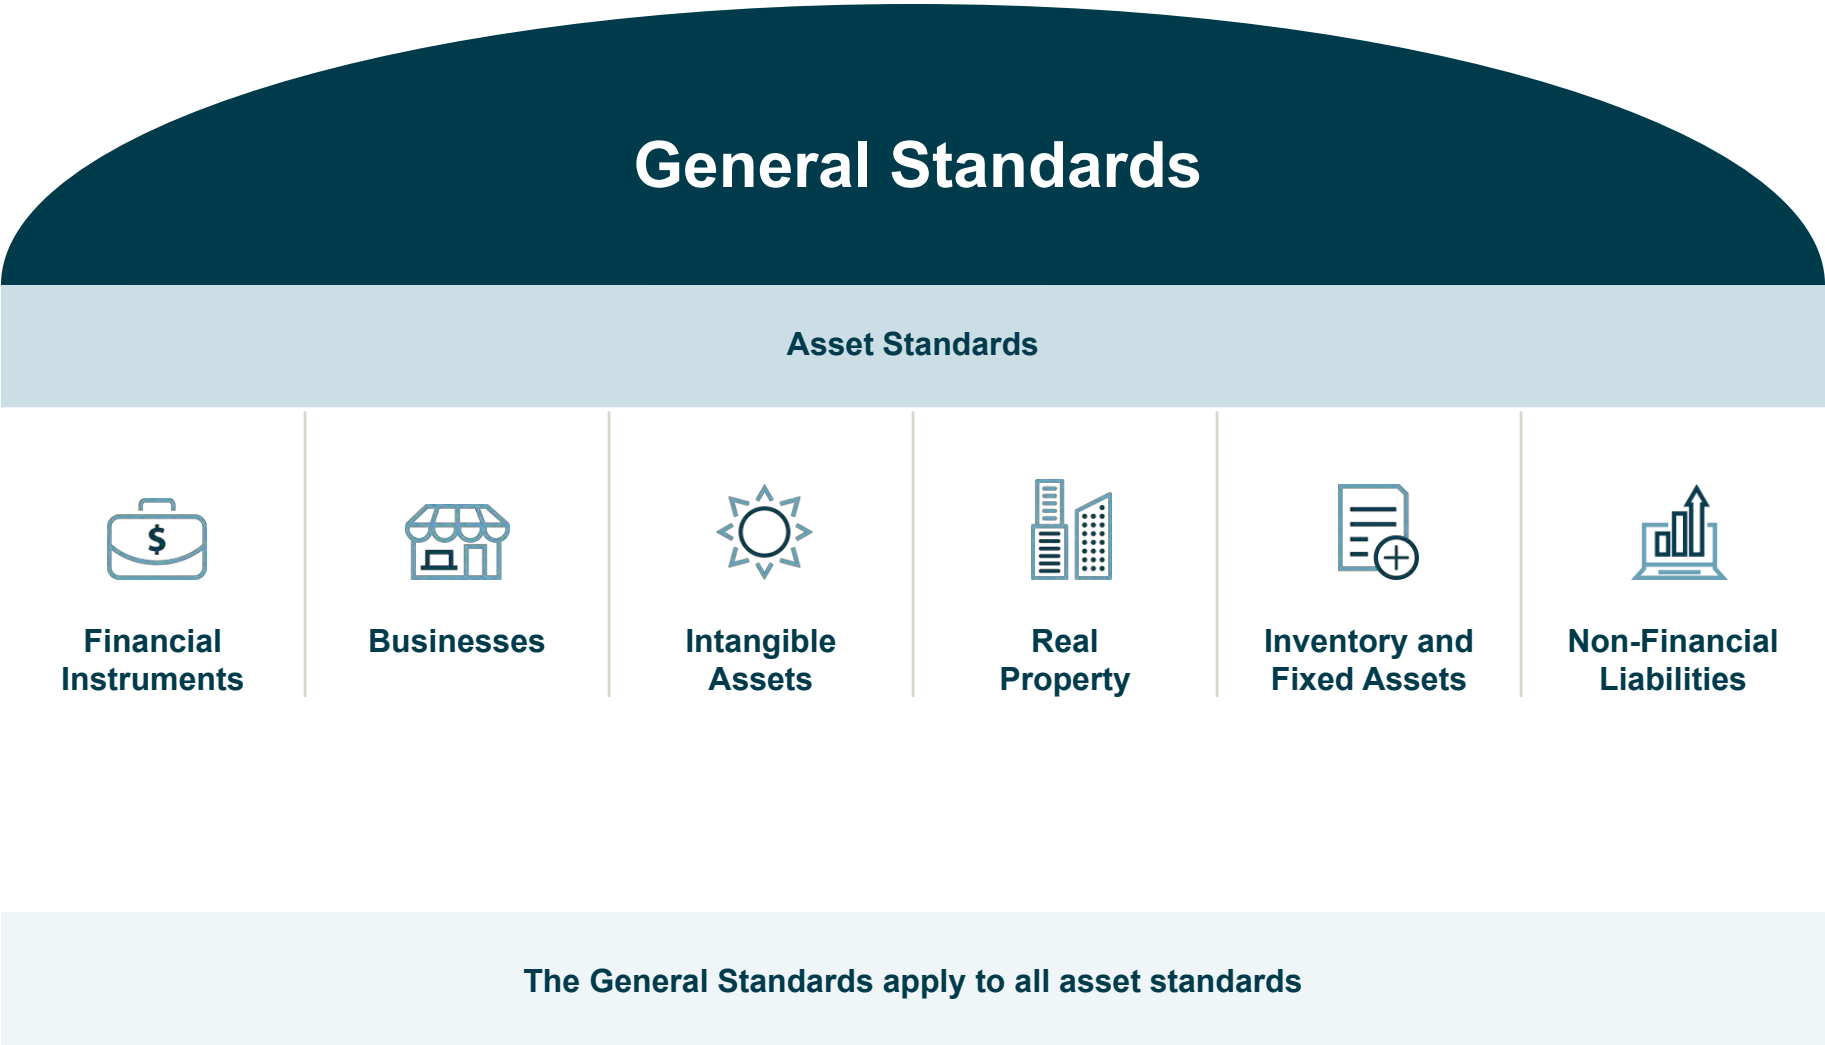 General Standards
Asset Standards
$
Financial
Instruments
Businesses
Intangible
Assets
Real
Property
Inventory and
Fixed Assets
Non-Financial
Liabilities
The General Standards apply to all asset standards